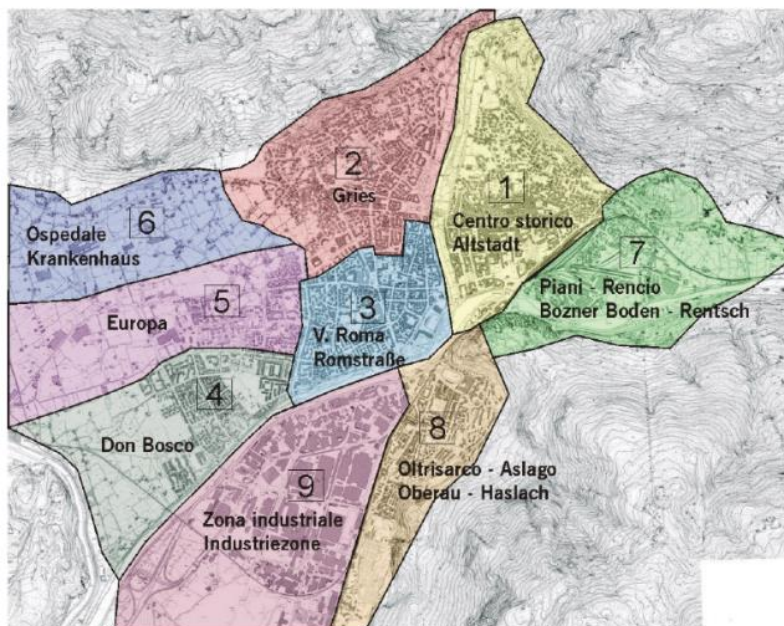 2
Gries
1
Centro storico
Altstadt
6
Ospedale
Krankenhaus
7
Piani - Rencio
Bozner Boden - Rentsch
5
Europa
3
V. Roma
Romstraße
4
Don Bosco
8
Oltrisarco - Aslago
Oberau - Haslach
9
Zona industriale
Industriezone